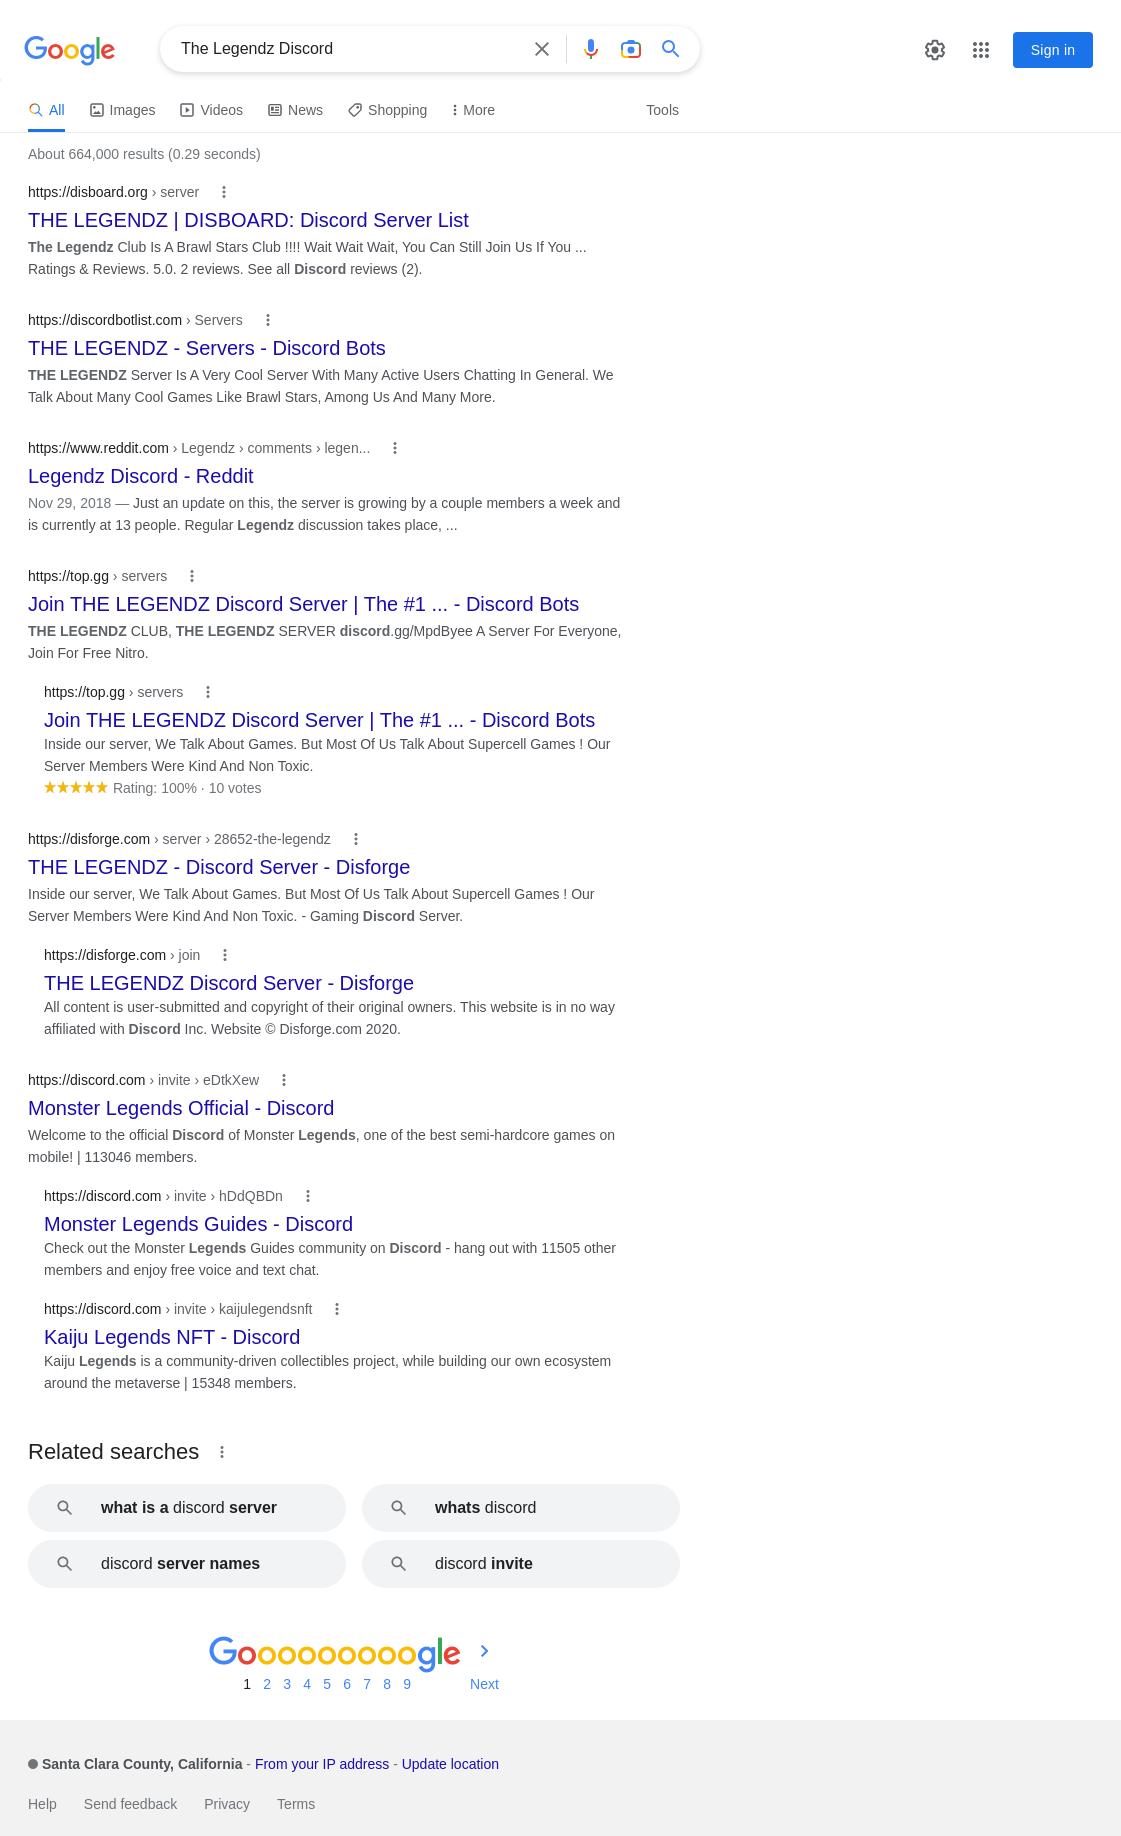 Google
The Legendz Discord
Sign in
All Images Videos News Shopping More Tools
About 664,000 results (0.29 seconds)
https://disboard.org › server
THE LEGENDZ | DISBOARD: Discord Server List
The Legendz Club Is A Brawl Stars Club !!!! Wait Wait Wait, You Can Still Join Us If You ...
Ratings & Reviews. 5.0. 2 reviews. See all Discord reviews (2).
https://discordbotlist.com › Servers
THE LEGENDZ - Servers - Discord Bots
THE LEGENDZ Server Is A Very Cool Server With Many Active Users Chatting In General. We
Talk About Many Cool Games Like Brawl Stars, Among Us And Many More.
https://www.reddit.com › Legendz › comments › legen...
Legendz Discord - Reddit
Nov 29, 2018 — Just an update on this, the server is growing by a couple members a week and
is currently at 13 people. Regular Legendz discussion takes place, ...
https://top.gg › servers
Join THE LEGENDZ Discord Server | The #1 ... - Discord Bots
THE LEGENDZ CLUB, THE LEGENDZ SERVER discord.gg/MpdByee A Server For Everyone,
Join For Free Nitro.
https://top.gg › servers
Join THE LEGENDZ Discord Server | The #1 ... - Discord Bots
Inside our server, We Talk About Games. But Most Of Us Talk About Supercell Games ! Our
Server Members Were Kind And Non Toxic.
Rating: 100% · 10 votes
https://disforge.com › server › 28652-the-legendz
THE LEGENDZ - Discord Server - Disforge
Inside our server, We Talk About Games. But Most Of Us Talk About Supercell Games ! Our
Server Members Were Kind And Non Toxic. - Gaming Discord Server.
https://disforge.com › join
THE LEGENDZ Discord Server - Disforge
All content is user-submitted and copyright of their original owners. This website is in no way
affiliated with Discord Inc. Website © Disforge.com 2020.
https://discord.com › invite › eDtkXew
Monster Legends Official - Discord
Welcome to the official Discord of Monster Legends, one of the best semi-hardcore games on
mobile! | 113046 members.
https://discord.com › invite › hDdQBDn
Monster Legends Guides - Discord
Check out the Monster Legends Guides community on Discord - hang out with 11505 other
members and enjoy free voice and text chat.
https://discord.com › invite › kaijulegendsnft
Kaiju Legends NFT - Discord
Kaiju Legends is a community-driven collectibles project, while building our own ecosystem
around the metaverse | 15348 members.
Related searches
what is a discord server
whats discord
discord server names
discord invite
Goooooooooogle
1 2 3 4 5 6 7 8 9 Next
Santa Clara County, California - From your IP address - Update location
Help Send feedback Privacy Terms